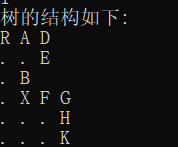 树的结构如下:
R A D
. . E
. B
. X F G
. . . H
. . . K